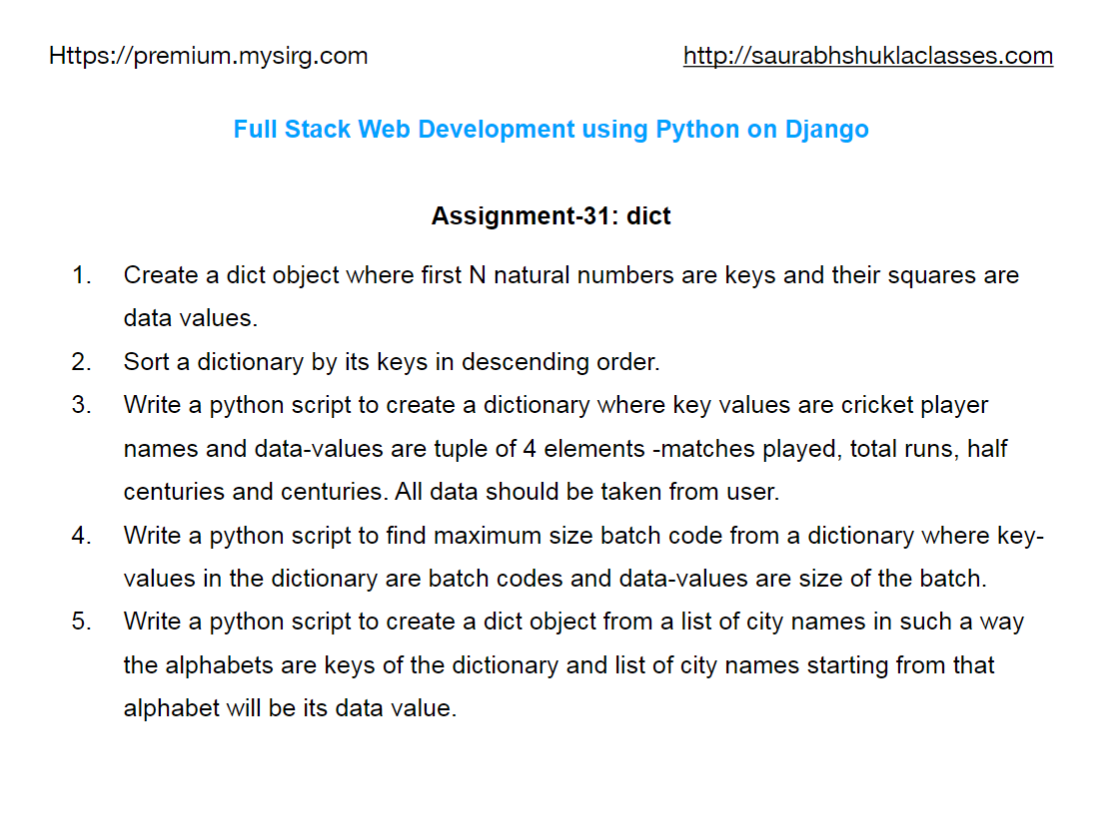 Https://premium.mysirg.com http://saurabhshuklaclasses.com
Full Stack Web Development using Python on Django
Assignment-31: dict
1. Create a dict object where first N natural numbers are keys and their squares are
data values.
2. Sort a dictionary by its keys in descending order.
3. Write a python script to create a dictionary where key values are cricket player
names and data-values are tuple of 4 elements -matches played, total runs, half
centuries and centuries. All data should be taken from user.
4. Write a python script to find maximum size batch code from a dictionary where key-
values in the dictionary are batch codes and data-values are size of the batch.
5. Write a python script to create a dict object from a list of city names in such a way
the alphabets are keys of the dictionary and list of city names starting from that
alphabet will be its data value.